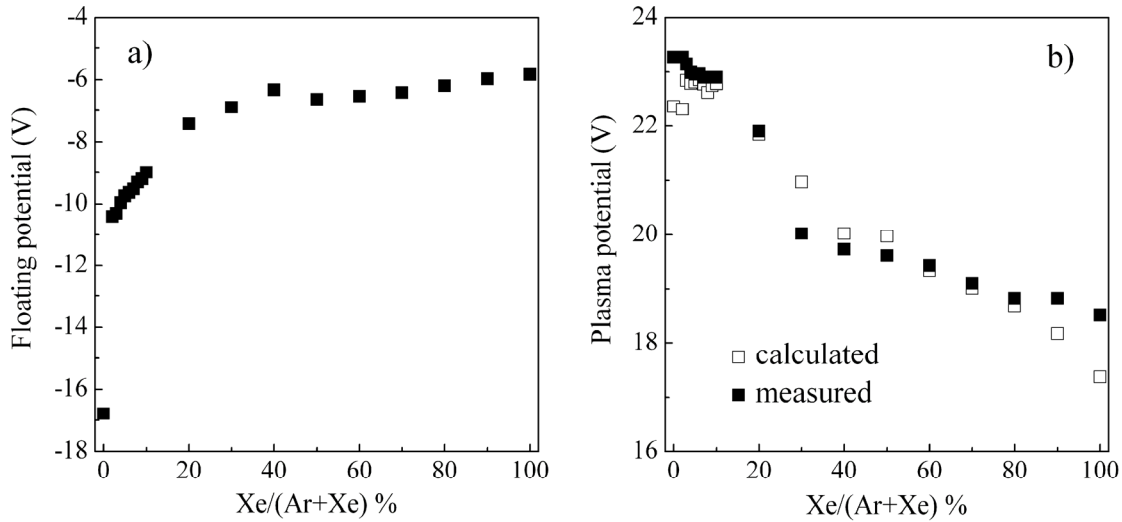 a)
-4
-6
-8
-10
-12
-14
-16
-18
Floating potential (V)
0 20 40 60 80 100
Xe/(Ar+Xe) %
b)
24
22
20
18
16
Plasma potential (V)
calculated
measured
0 20 40 60 80 100
Xe/(Ar+Xe) %